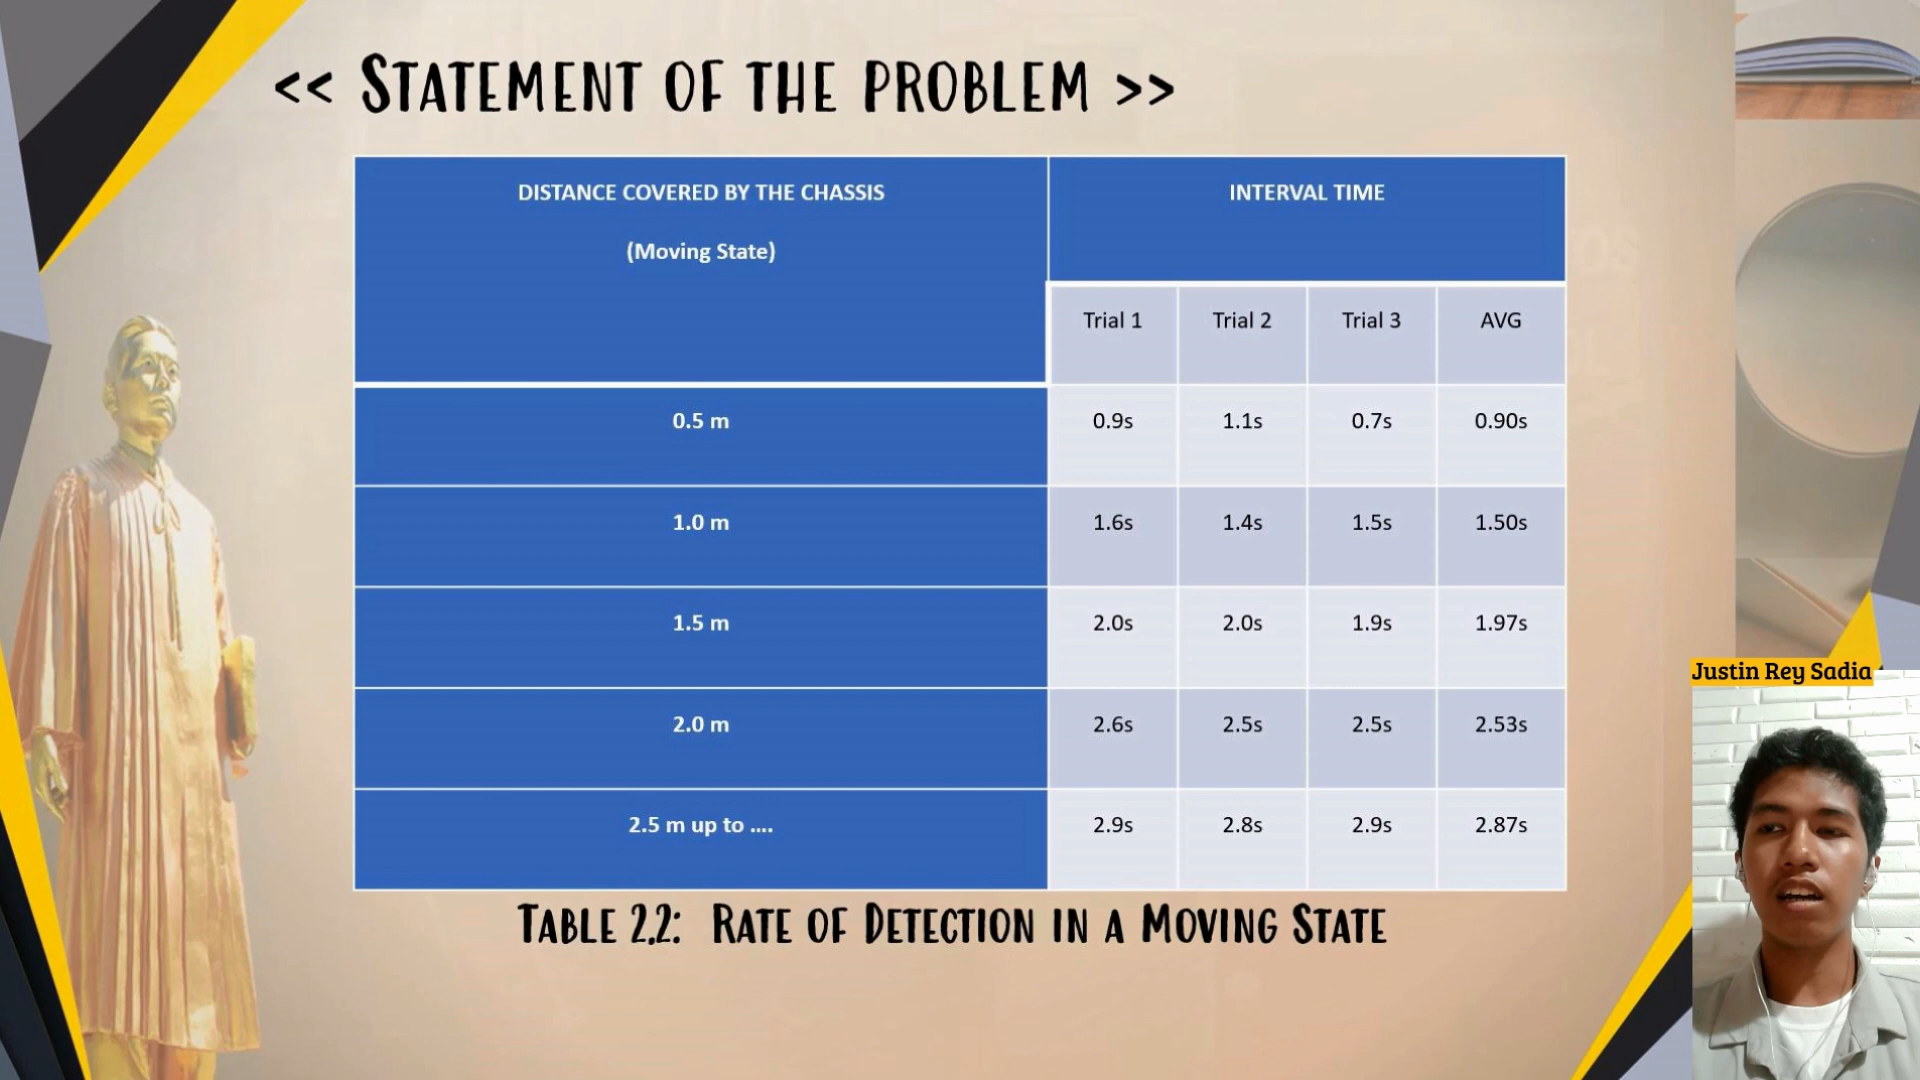 << STATEMENT OF THE PROBLEM >>
DISTANCE COVERED BY THE CHASSIS
(Moving State)
INTERVAL TIME
Trial 1 Trial 2 Trial 3 AVG
0.5 m 0.9s 1.1s 0.7s 0.90s
1.0 m 1.6s 1.4s 1.5s 1.50s
1.5 m 2.0s 2.0s 1.9s 1.97s
2.0 m 2.6s 2.5s 2.5s 2.53s
2.5 m up to .... 2.9s 2.8s 2.9s 2.87s
TABLE 2.2: RATE OF DETECTION IN A MOVING STATE
Justin Rey Sadia